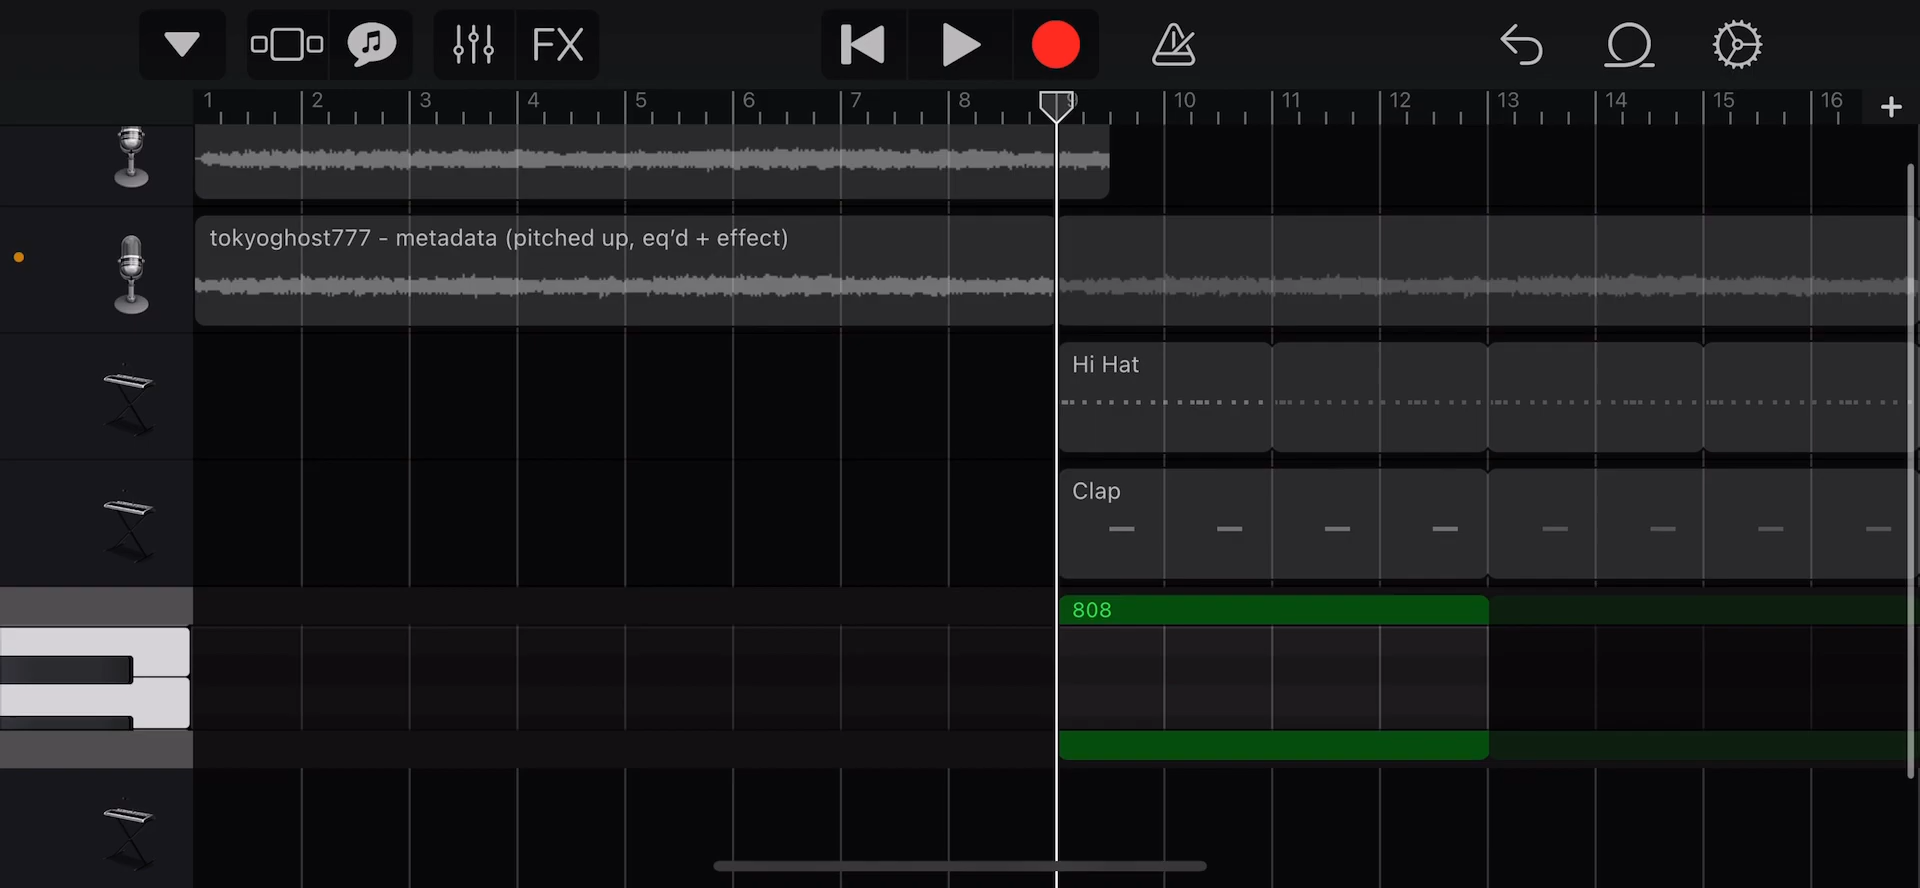 FX
1 2 3 4 5 6 7 8 9 10 11 12 13 14 15 16 +
tokyoghost777 - metadata (pitched up, eq’d + effect)
Hi Hat
Clap
808